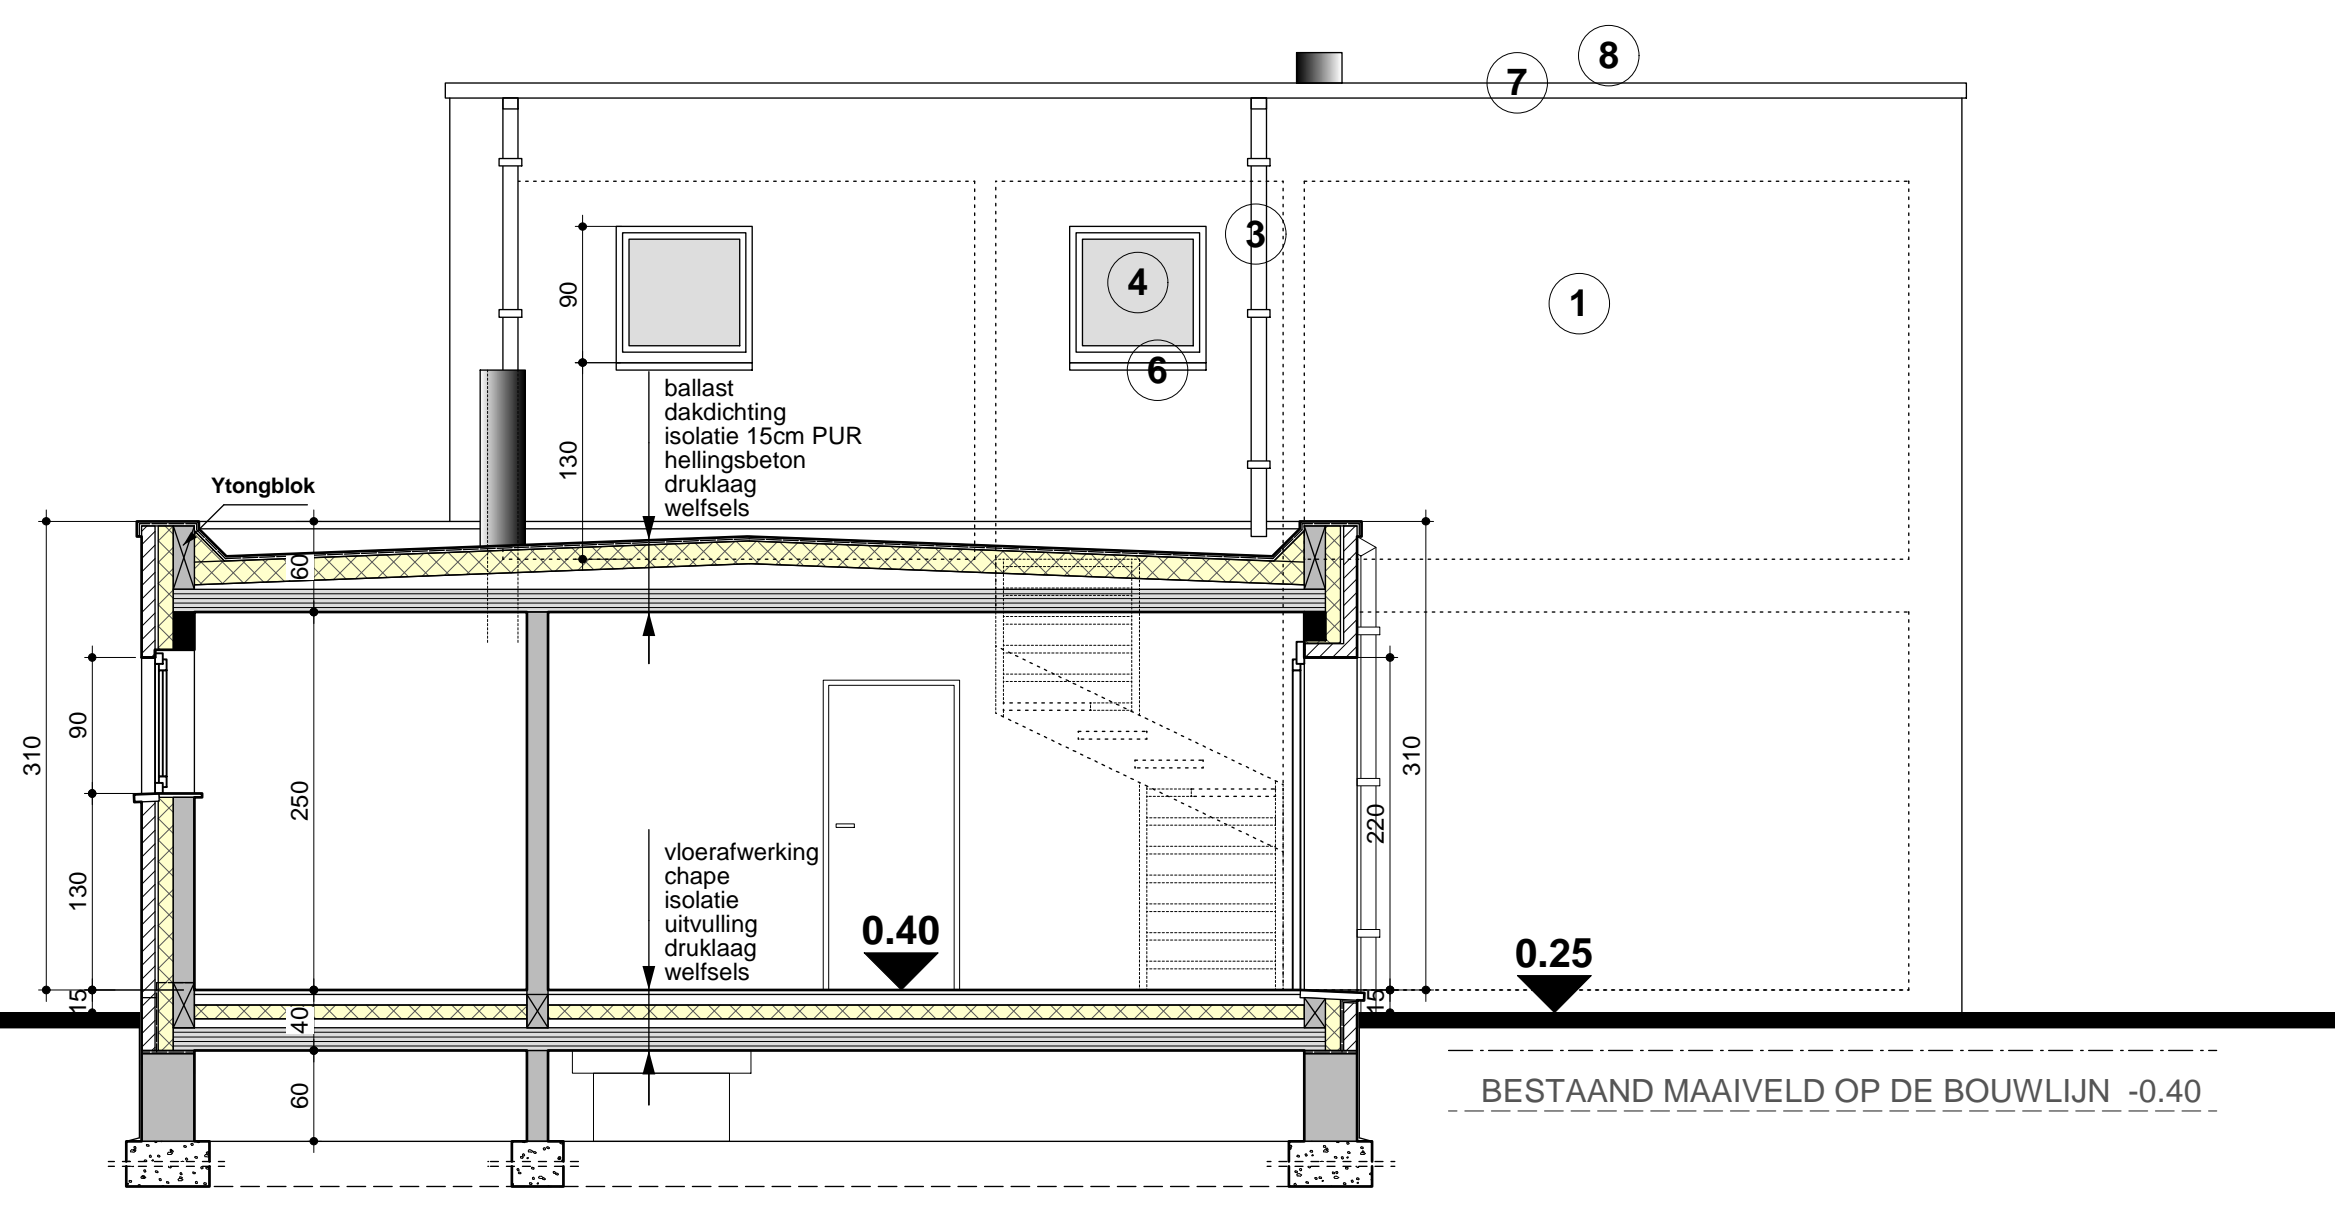 8
7
3
4
1
6
90
130
ballast
dakdichting
isolatie 15cm PUR
hellingsbeton
druklaag
welfsels
Ytongblok
60
310
90
250
130
15
40
60
vloerafwerking
chape
isolatie
uitvulling
druklaag
welfsels
0.40
310
220
15
0.25
BESTAAND MAAIVELD OP DE BOUWLIJN -0.40